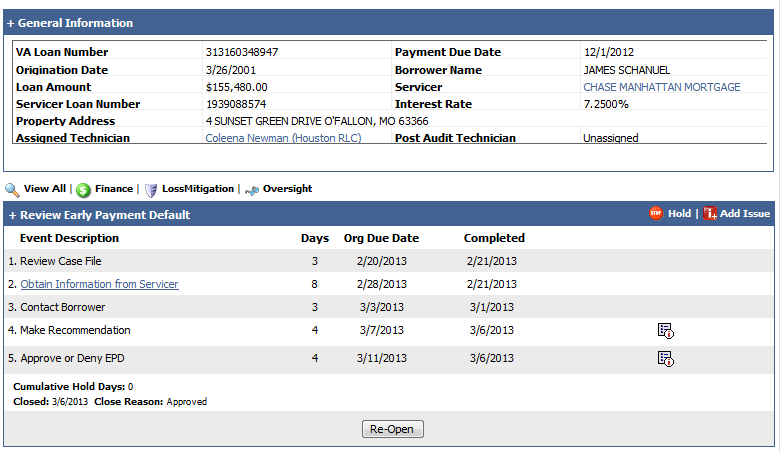 + General Information
VA Loan Number 313160348947 Payment Due Date 12/1/2012
Origination Date 3/26/2001 Borrower Name JAMES SCHANUEL
Loan Amount $155,480.00 Servicer CHASE MANHATTAN MORTGAGE
Servicer Loan Number 1939088574 Interest Rate 7.2500%
Property Address 4 SUNSET GREEN DRIVE O'FALLON, MO 63366
Assigned Technician Coleena Newman (Houston RLC) Post Audit Technician Unassigned
View All | Finance | LossMitigation | Oversight
+ Review Early Payment Default STOP Hold | Add Issue
Event Description Days Org Due Date Completed
1. Review Case File 3 2/20/2013 2/21/2013
2. Obtain Information from Servicer 8 2/28/2013 2/21/2013
3. Contact Borrower 3 3/3/2013 3/1/2013
4. Make Recommendation 4 3/7/2013 3/6/2013
5. Approve or Deny EPD 4 3/11/2013 3/6/2013
Cumulative Hold Days: 0
Closed: 3/6/2013 Close Reason: Approved
Re-Open